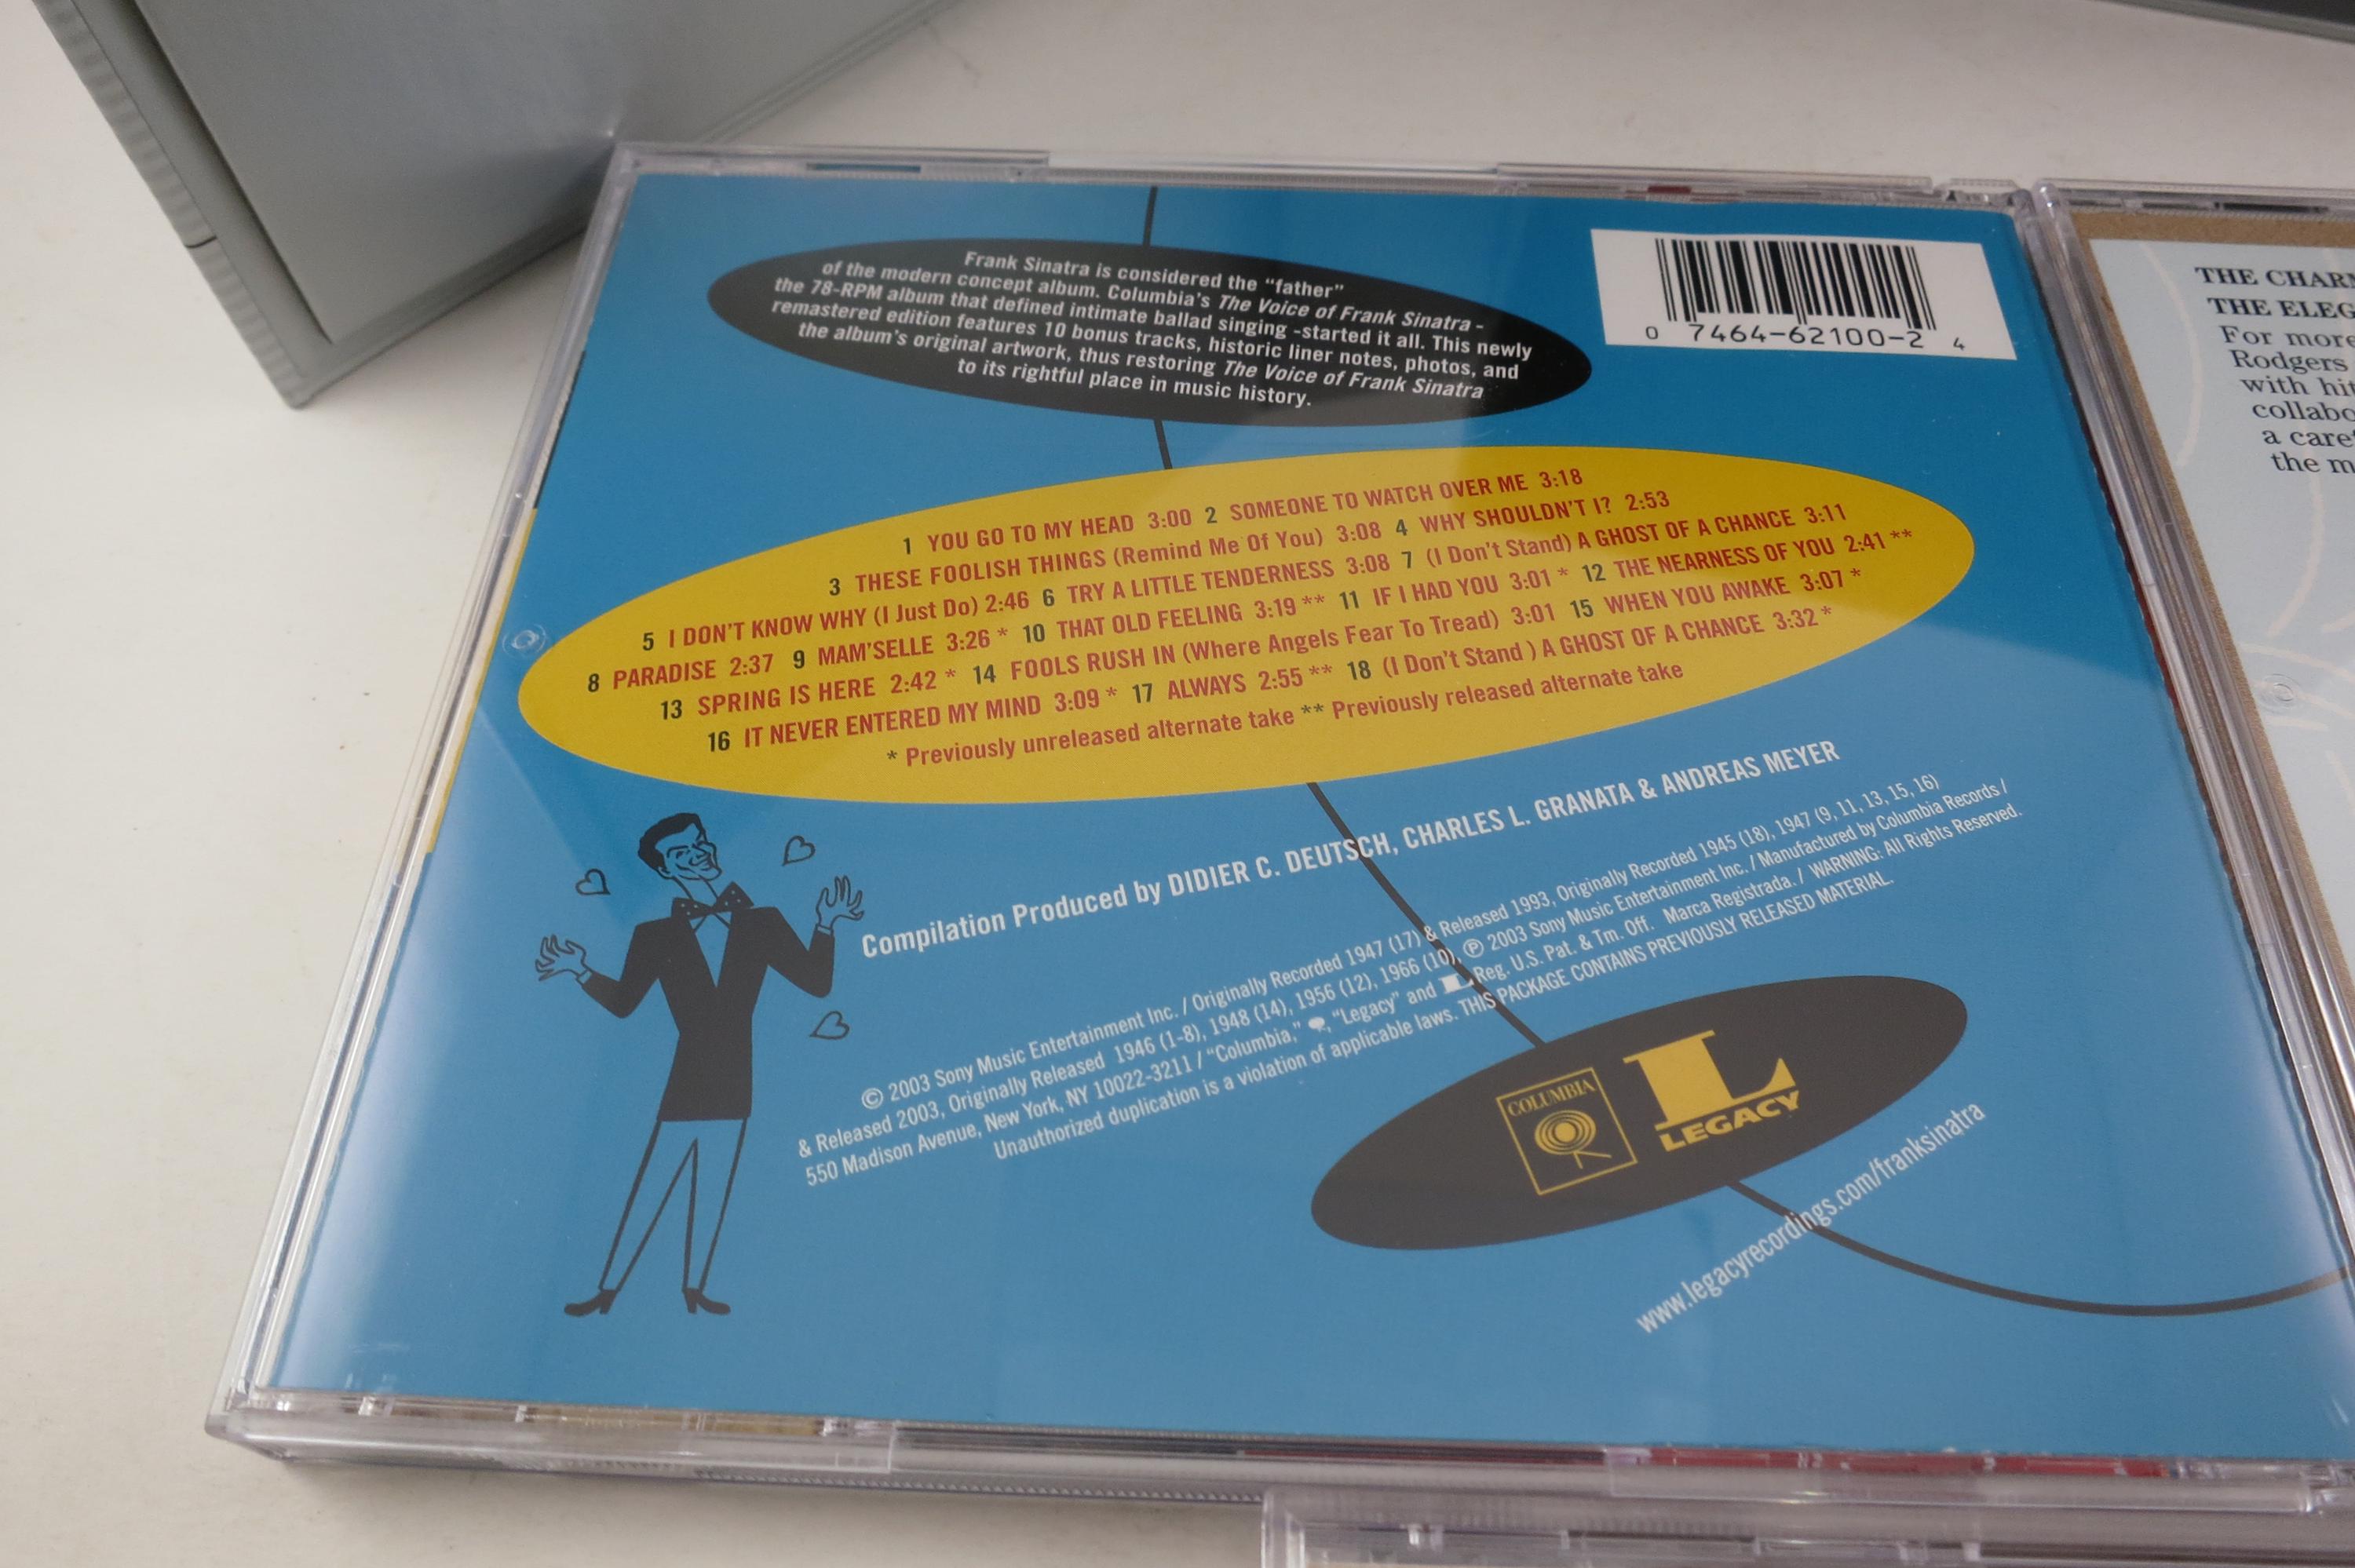 Frank Sinatra is considered the “father”
of the modern concept album. Columbia's The Voice of Frank Sinatra -
the 78-RPM album that defined intimate ballad singing -started it all. This newly
remastered edition features 10 bonus tracks, historic liner notes, photos, and
the album's original artwork, thus restoring The Voice of Frank Sinatra
to its rightful place in music history.
0 7464-62100-2 4
1 YOU GO TO MY HEAD 3:00 2 SOMEONE TO WATCH OVER ME 3:18
3 THESE FOOLISH THINGS (Remind Me Of You) 3:08 4 WHY SHOULDN'T I? 2:53
5 I DON'T KNOW WHY (I Just Do) 2:46 6 TRY A LITTLE TENDERNESS 3:08 7 (I Don't Stand) A GHOST OF A CHANCE 3:11
8 PARADISE 2:37 9 MAM'SELLE 3:26 * 10 THAT OLD FEELING 3:19 ** 11 IF I HAD YOU 3:01 * 12 THE NEARNESS OF YOU 2:41 **
13 SPRING IS HERE 2:42 * 14 FOOLS RUSH IN (Where Angels Fear To Tread) 3:01 15 WHEN YOU AWAKE 3:07 *
16 IT NEVER ENTERED MY MIND 3:09 * 17 ALWAYS 2:55 ** 18 (I Don't Stand ) A GHOST OF A CHANCE 3:32 *
* Previously unreleased alternate take ** Previously released alternate take
Compilation Produced by DIDIER C. DEUTSCH, CHARLES L. GRANATA & ANDREAS MEYER
© 2003 Sony Music Entertainment Inc. / Originally Recorded 1947 (17) & Released 1993, Originally Recorded 1945 (18), 1947 (9, 11, 13, 15, 16)
& Released 2003, Originally Released 1946 (1-8), 1948 (14), 1956 (12), 1966 (10). ℗ 2003 Sony Music Entertainment Inc. / Manufactured by Columbia Records /
550 Madison Avenue, New York, NY 10022-3211 / “Columbia,” , “Legacy” and L Reg. U.S. Pat. & Tm. Off. Marca Registrada. / WARNING: All Rights Reserved.
Unauthorized duplication is a violation of applicable laws. THIS PACKAGE CONTAINS PREVIOUSLY RELEASED MATERIAL.
COLUMBIA
L
LEGACY
www.legacyrecordings.com/franksinatra
THE CHARM
THE ELEG
For more
Rodgers
with hit
collabo
a care
the m